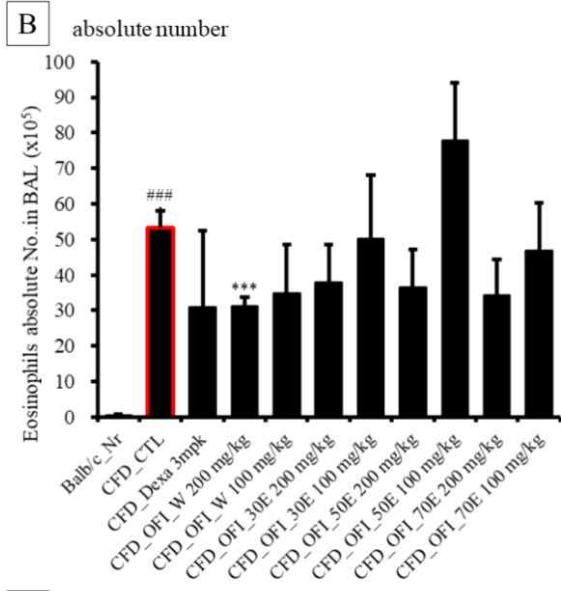 B absolute number
Eosinophils absolute No..in BAL (x10⁵)
100
90
80
70
60
50
40
30
20
10
0
###
***
Balb/c_Nr
CFD_CTL
CFD_Dexa 3mpk
CFD_OFI_W 200 mg/kg
CFD_OFI_W 100 mg/kg
CFD_OFI_30E 200 mg/kg
CFD_OFI_30E 100 mg/kg
CFD_OFI_50E 200 mg/kg
CFD_OFI_50E 100 mg/kg
CFD_OFI_70E 200 mg/kg
CFD_OFI_70E 100 mg/kg